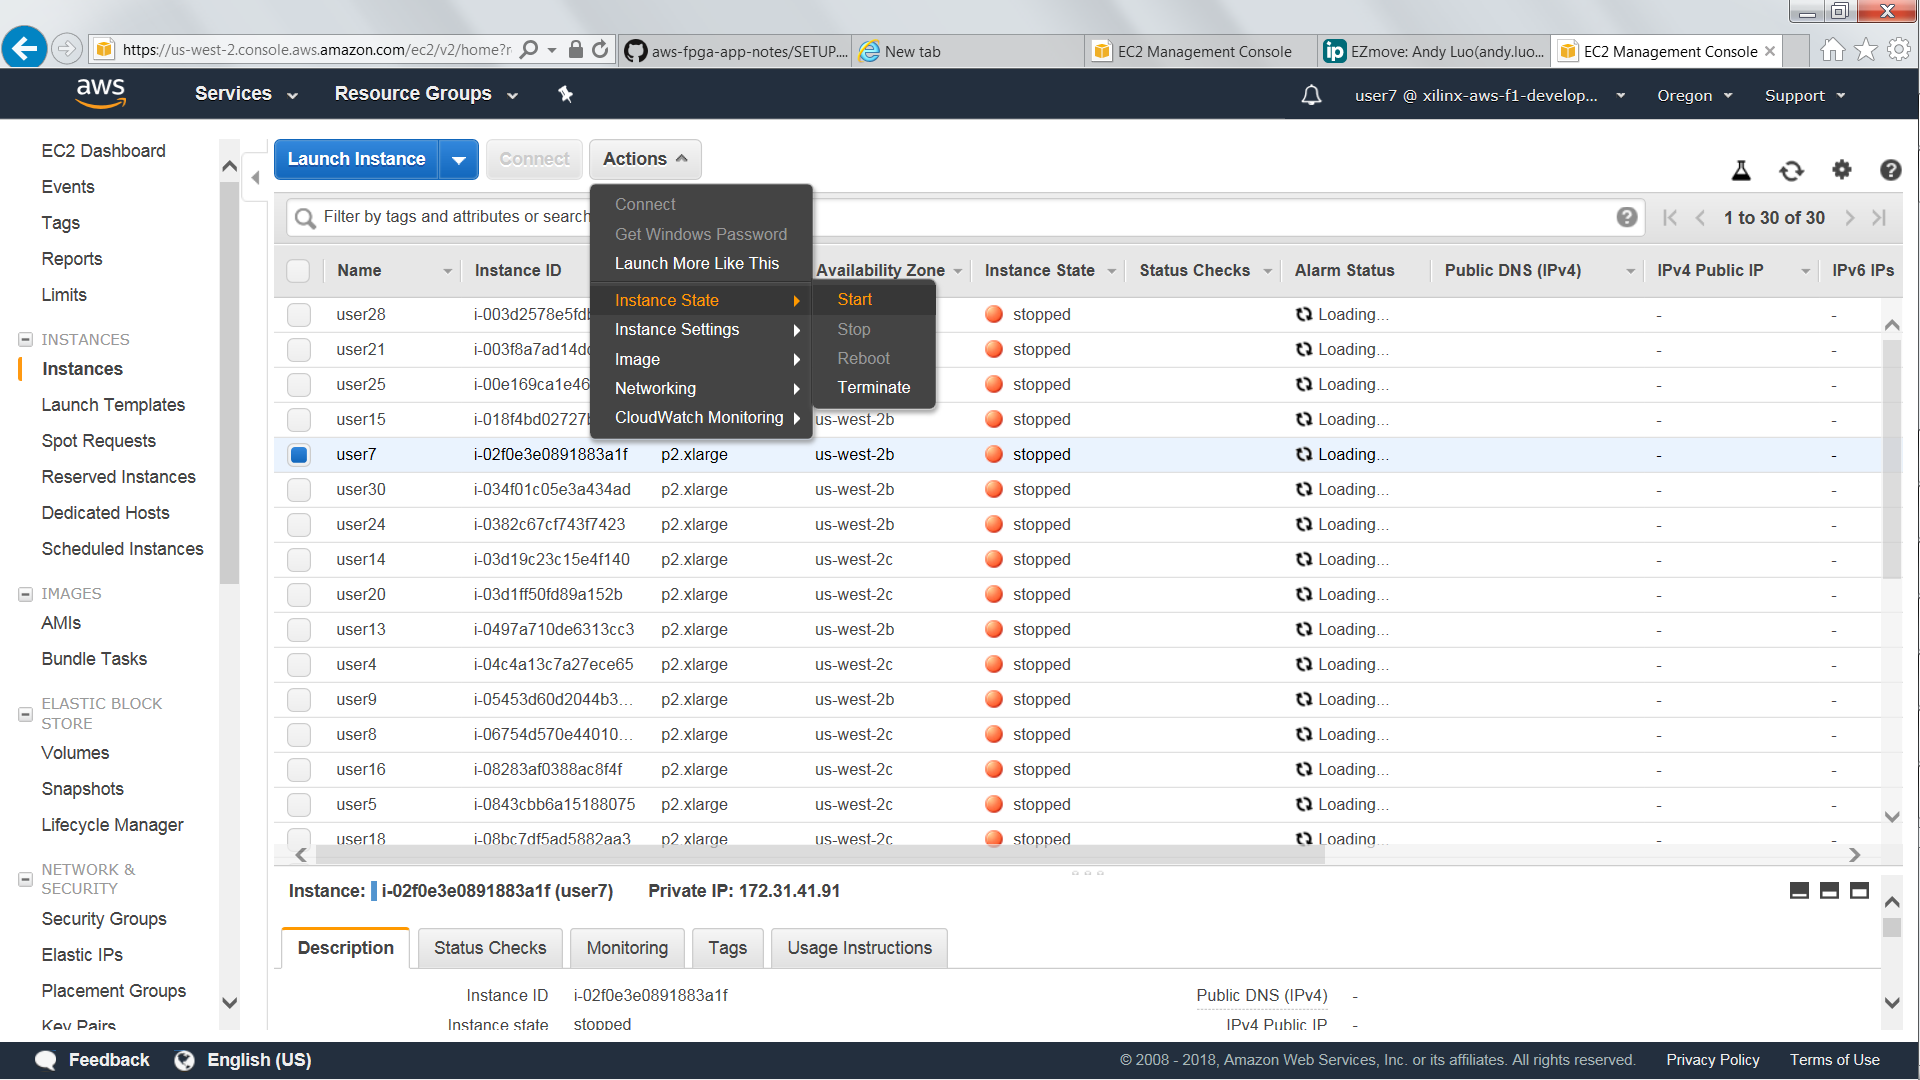 https://us-west-2.console.aws.amazon.com/ec2/v2/home?r
aws-fpga-app-notes/SETUP....
New tab
EC2 Management Console
EZmove: Andy Luo(andy.luo...
EC2 Management Console
aws
Services
Resource Groups
user7 @ xilinx-aws-f1-develop...
Oregon
Support
EC2 Dashboard
Events
Tags
Reports
Limits
INSTANCES
Instances
Launch Templates
Spot Requests
Reserved Instances
Dedicated Hosts
Scheduled Instances
IMAGES
AMIs
Bundle Tasks
ELASTIC BLOCK
STORE
Volumes
Snapshots
Lifecycle Manager
NETWORK &
SECURITY
Security Groups
Elastic IPs
Placement Groups
Key Pairs
Launch Instance
Connect
Actions
Filter by tags and attributes or search
1 to 30 of 30
Connect
Get Windows Password
Launch More Like This
Instance State
Instance Settings
Image
Networking
CloudWatch Monitoring
Start
Stop
Reboot
Terminate
Name Instance ID Availability Zone Instance State Status Checks Alarm Status Public DNS (IPv4) IPv4 Public IP IPv6 IPs
user28 i-003d2578e5fdb stopped Loading... - -
user21 i-003f8a7ad14dc stopped Loading... - -
user25 i-00e169ca1e46 stopped Loading... - -
user15 i-018f4bd02727b us-west-2b stopped Loading... - -
user7 i-02f0e3e0891883a1f p2.xlarge us-west-2b stopped Loading... - -
user30 i-034f01c05e3a434ad p2.xlarge us-west-2b stopped Loading... - -
user24 i-0382c67cf743f7423 p2.xlarge us-west-2b stopped Loading... - -
user14 i-03d19c23c15e4f140 p2.xlarge us-west-2c stopped Loading... - -
user20 i-03d1ff50fd89a152b p2.xlarge us-west-2c stopped Loading... - -
user13 i-0497a710de6313cc3 p2.xlarge us-west-2b stopped Loading... - -
user4 i-04c4a13c7a27ece65 p2.xlarge us-west-2c stopped Loading... - -
user9 i-05453d60d2044b3... p2.xlarge us-west-2b stopped Loading... - -
user8 i-06754d570e44010... p2.xlarge us-west-2c stopped Loading... - -
user16 i-08283af0388ac8f4f p2.xlarge us-west-2c stopped Loading... - -
user5 i-0843cbb6a15188075 p2.xlarge us-west-2c stopped Loading... - -
user18 i-08bc7df5ad5882aa3 p2.xlarge us-west-2c stopped Loading... - -
Instance: i-02f0e3e0891883a1f (user7) Private IP: 172.31.41.91
Description
Status Checks
Monitoring
Tags
Usage Instructions
Instance ID i-02f0e3e0891883a1f Public DNS (IPv4) -
Instance state stopped IPv4 Public IP -
Feedback
English (US)
© 2008 - 2018, Amazon Web Services, Inc. or its affiliates. All rights reserved.
Privacy Policy
Terms of Use